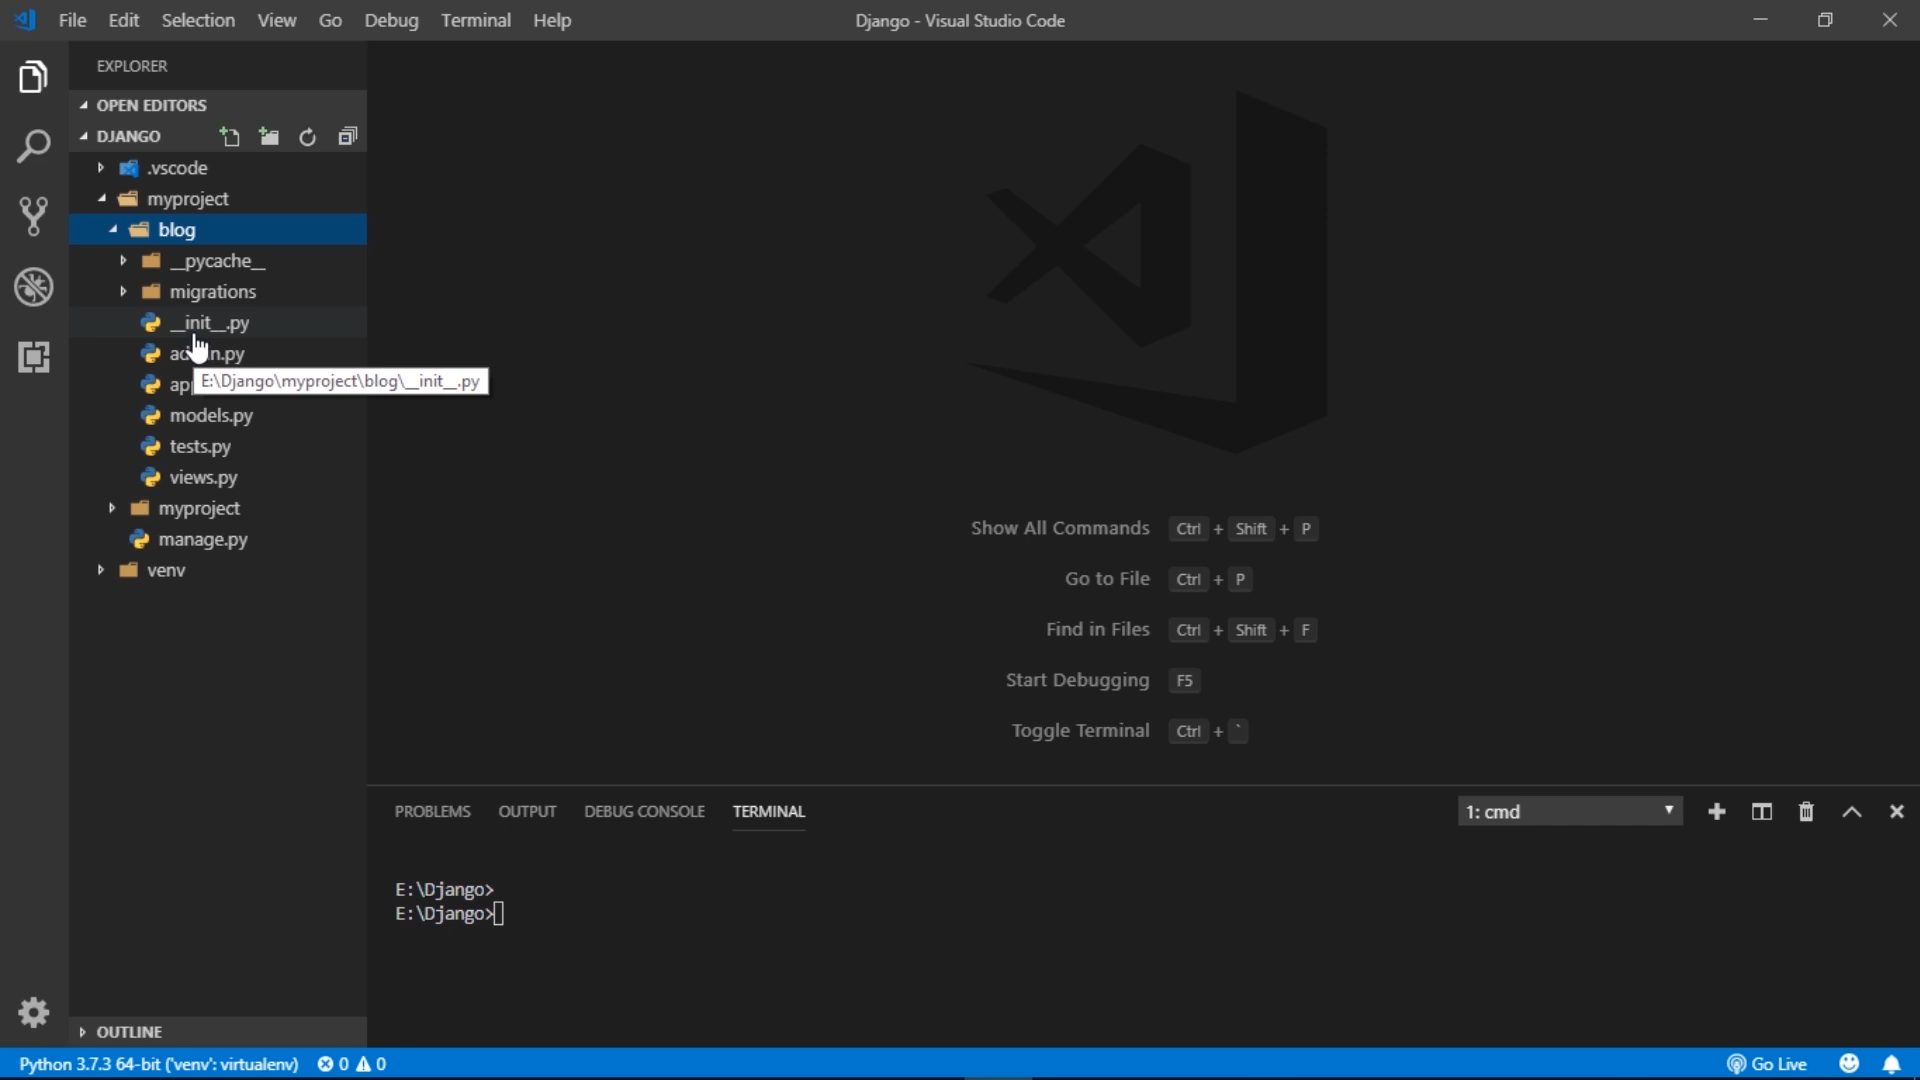 File Edit Selection View Go Debug Terminal Help
Django - Visual Studio Code
EXPLORER
OPEN EDITORS
DJANGO
.vscode
myproject
blog
__pycache__
migrations
__init__.py
E:\Django\myproject\blog\__init__.py
models.py
tests.py
views.py
myproject
manage.py
venv
OUTLINE
Show All Commands Ctrl + Shift + P
Go to File Ctrl + P
Find in Files Ctrl + Shift + F
Start Debugging F5
Toggle Terminal Ctrl + `
PROBLEMS OUTPUT DEBUG CONSOLE TERMINAL
1: cmd
E:\Django>
E:\Django>
Python 3.7.3 64-bit ('venv': virtualenv) 0 0
Go Live